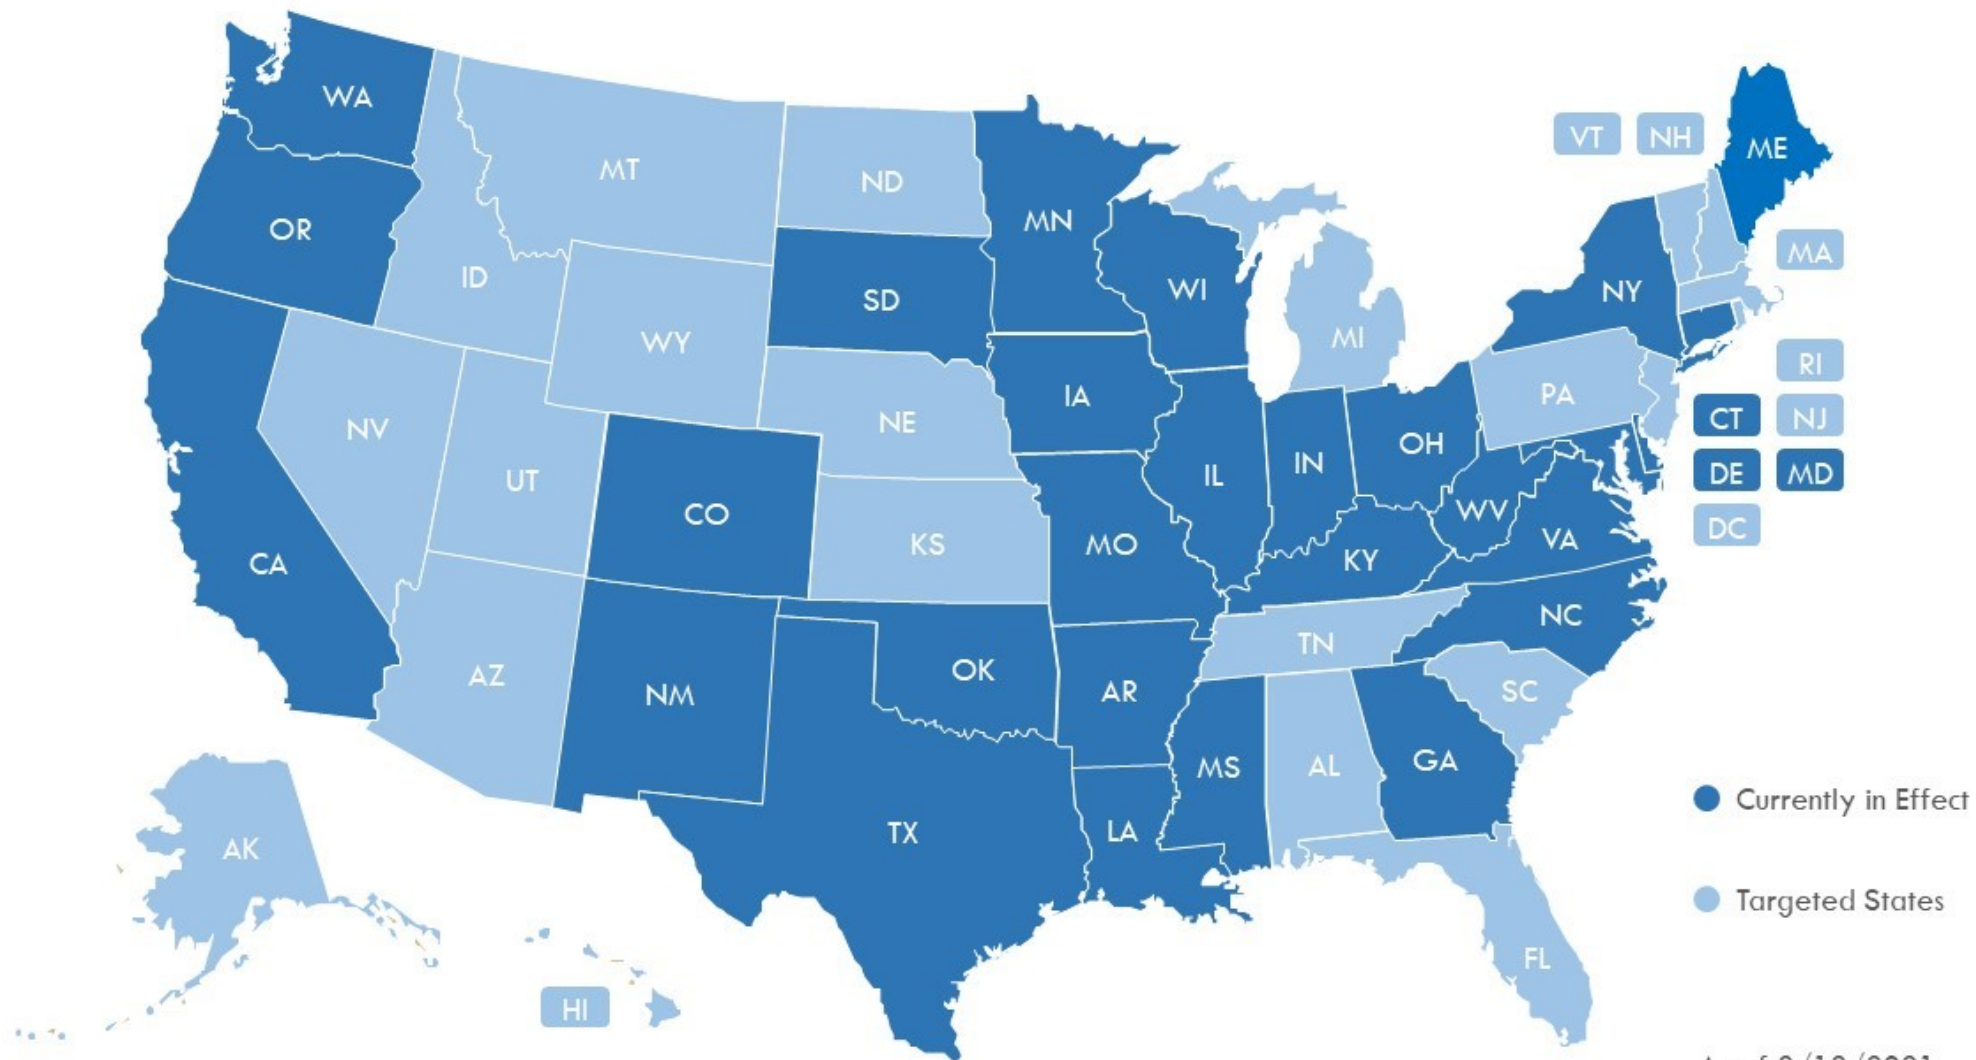 WA
MT
ND
MN
VT NH
ME
OR
ID
SD
WI
NY
MA
WY
MI
RI
NV
NE
IA
PA
CT NJ
UT
CO
KS
MO
IL
IN
OH
WV
DE MD
DC
CA
KY
VA
AZ
NM
OK
AR
TN
NC
SC
TX
LA
MS
AL
GA
Currently in Effect
AK
Targeted States
HI
FL